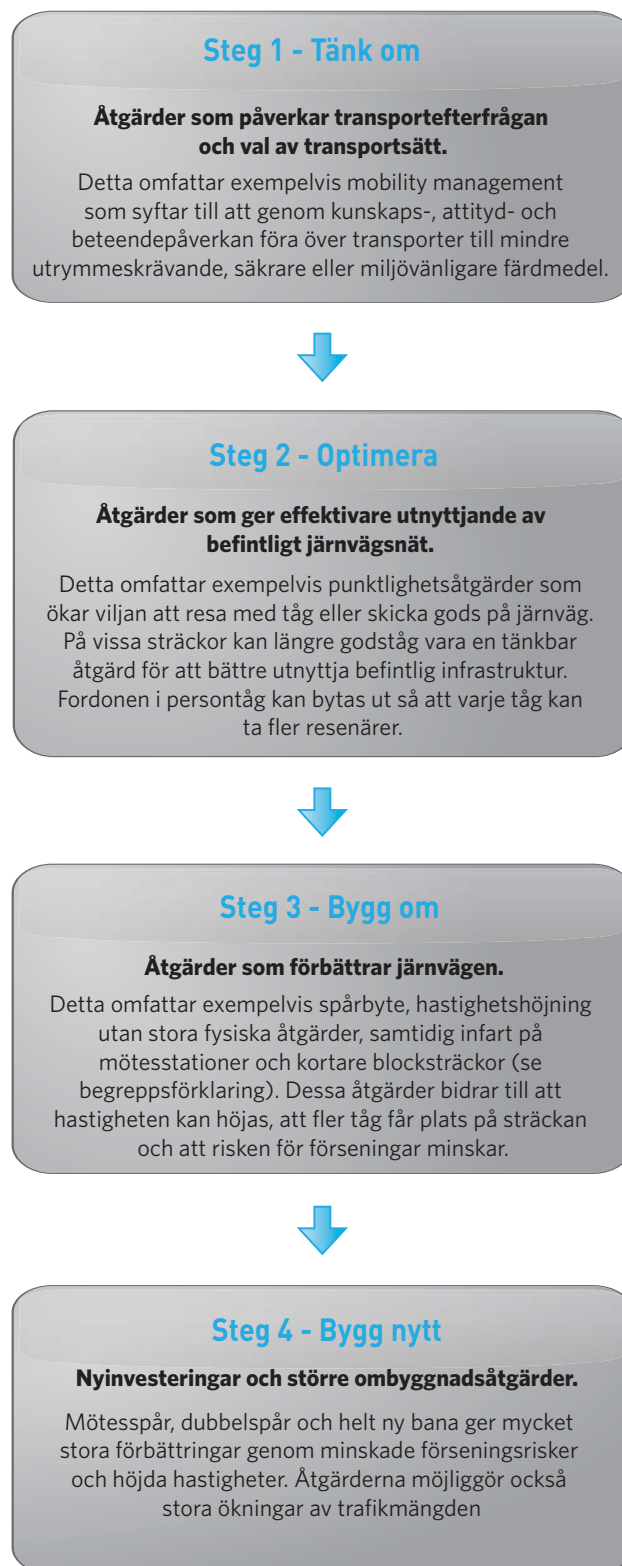 Steg 1 - Tänk om
Åtgärder som påverkar transportefterfrågan
och val av transportsätt.
Detta omfattar exempelvis mobility management
som syftar till att genom kunskaps-, attityd- och
beteendepåverkan föra över transporter till mindre
utrymmeskrävande, säkrare eller miljövänligare färdmedel.
Steg 2 - Optimera
Åtgärder som ger effektivare utnyttjande av
befintligt järnvägsnät.
Detta omfattar exempelvis punktlighetsåtgärder som
ökar viljan att resa med tåg eller skicka gods på järnväg.
På vissa sträckor kan längre godståg vara en tänkbar
åtgärd för att bättre utnyttja befintlig infrastruktur.
Fordonen i persontåg kan bytas ut så att varje tåg kan
ta fler resenärer.
Steg 3 - Bygg om
Åtgärder som förbättrar järnvägen.
Detta omfattar exempelvis spårbyte, hastighetshöjning
utan stora fysiska åtgärder, samtidig infart på
mötesstationer och kortare blocksträckor (se
begreppsförklaring). Dessa åtgärder bidrar till att
hastigheten kan höjas, att fler tåg får plats på sträckan
och att risken för förseningar minskar.
Steg 4 - Bygg nytt
Nyinvesteringar och större ombyggnadsåtgärder.
Mötesspår, dubbelspår och helt ny bana ger mycket
stora förbättringar genom minskade förseningsrisker
och höjda hastigheter. Åtgärderna möjliggör också
stora ökningar av trafikmängden